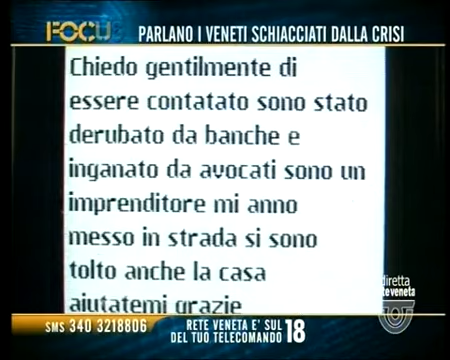 FOCUS
PARLANO I VENETI SCHIACCIATI DALLA CRISI
Chiedo gentilmente di
essere contatato sono stato
derubato da banche e
inganato da avocati sono un
imprenditore mi anno
messo in strada si sono
tolto anche la casa
aiutatemi grazie
diretta
teveneta
SMS 340 3218806
RETE VENETA E' SUL
DEL TUO TELECOMANDO 18